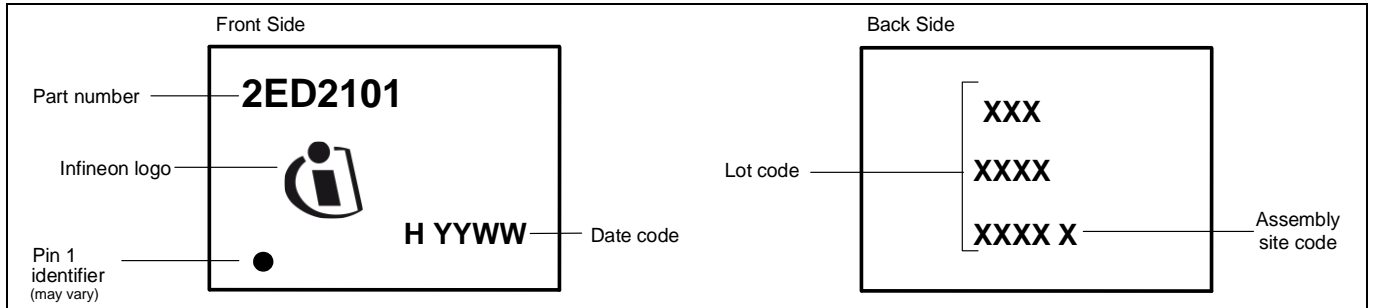 Front Side
Part number
2ED2101
Infineon logo
H YYWW
Date code
Pin 1
identifier
(may vary)
Back Side
Lot code
XXX
XXXX
XXXX X
Assembly
site code